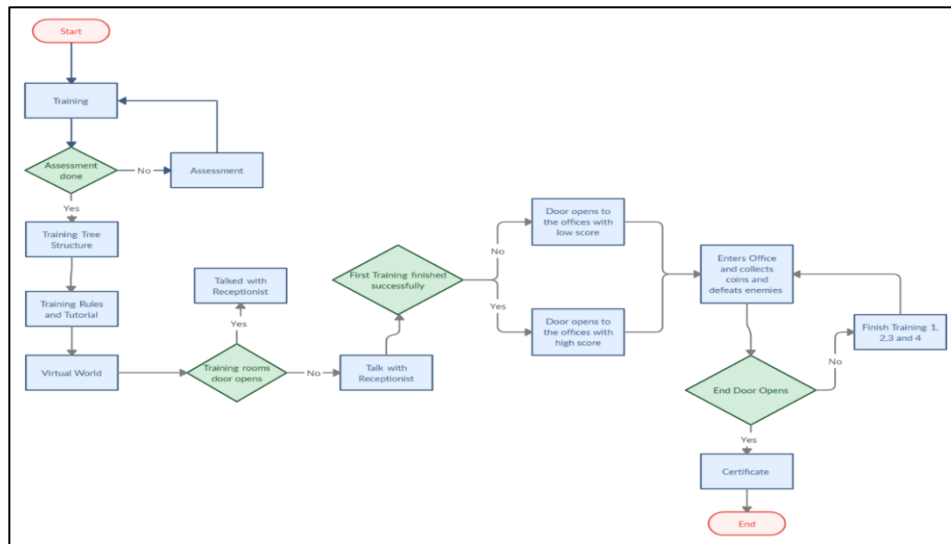 Start
Training
Assessment
done
No
Assessment
Yes
Training Tree
Structure
Training Rules
and Tutorial
Virtual World
Talked with
Receptionist
Yes
Training rooms
door opens
No
Talk with
Receptionist
First Training finished
successfully
No
Door opens to
the offices with
low score
Yes
Door opens to
the offices with
high score
Enters Office
and collects
coins and
defeats enemies
Finish Training 1,
2,3 and 4
No
End Door Opens
Yes
Certificate
End